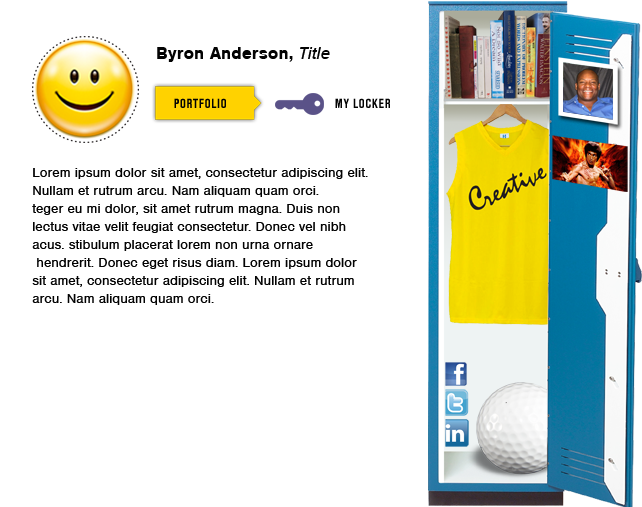 Byron Anderson, Title
PORTFOLIO
MY LOCKER
Lorem ipsum dolor sit amet, consectetur adipiscing elit.
Nullam et rutrum arcu. Nam aliquam quam orci.
teger eu mi dolor, sit amet rutrum magna. Duis non
lectus vitae velit feugiat consectetur. Donec vel nibh
acus. stibulum placerat lorem non urna ornare
hendrerit. Donec eget risus diam. Lorem ipsum dolor
sit amet, consectetur adipiscing elit. Nullam et rutrum
arcu. Nam aliquam quam orci.
Creative
f
t
in